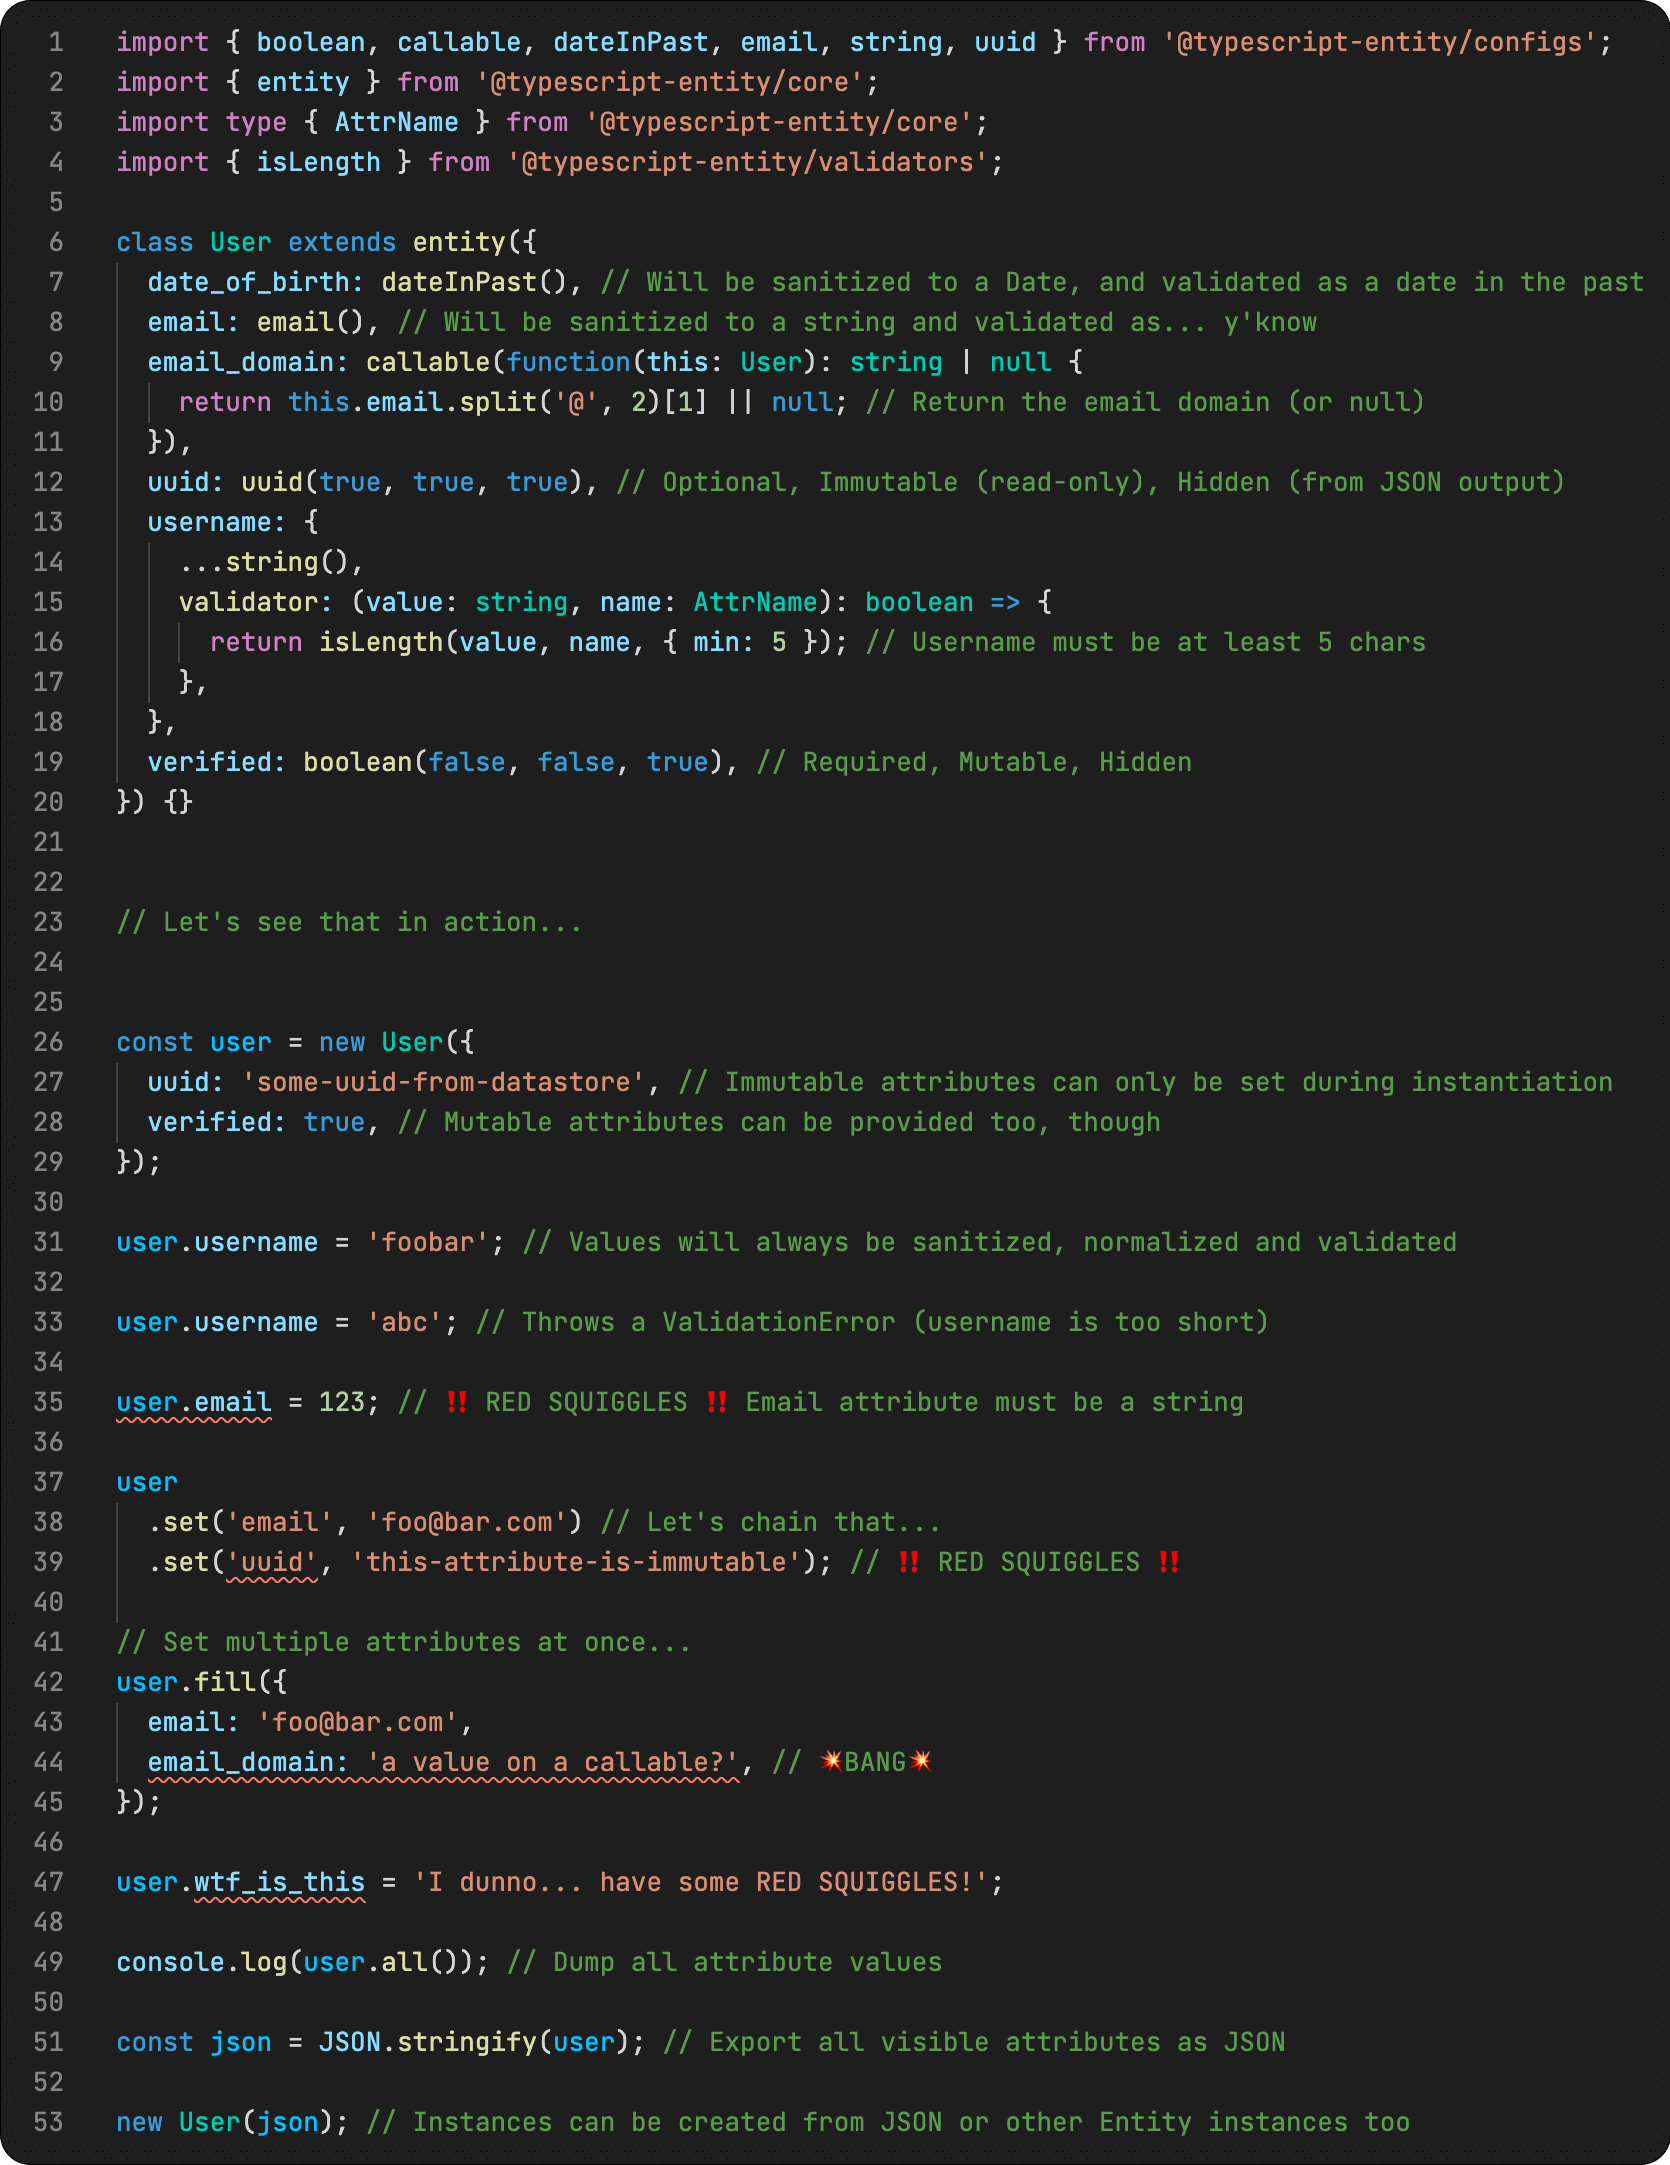 1 import { boolean, callable, dateInPast, email, string, uuid } from '@typescript-entity/configs';
2 import { entity } from '@typescript-entity/core';
3 import type { AttrName } from '@typescript-entity/core';
4 import { isLength } from '@typescript-entity/validators';
5
6 class User extends entity({
7   date_of_birth: dateInPast(), // Will be sanitized to a Date, and validated as a date in the past
8   email: email(), // Will be sanitized to a string and validated as... y'know
9   email_domain: callable(function(this: User): string | null {
10     return this.email.split('@', 2)[1] || null; // Return the email domain (or null)
11   }),
12   uuid: uuid(true, true, true), // Optional, Immutable (read-only), Hidden (from JSON output)
13   username: {
14     ...string(),
15     validator: (value: string, name: AttrName): boolean => {
16       return isLength(value, name, { min: 5 }); // Username must be at least 5 chars
17     },
18   },
19   verified: boolean(false, false, true), // Required, Mutable, Hidden
20 }) {}
21
22
23 // Let's see that in action...
24
25
26 const user = new User({
27   uuid: 'some-uuid-from-datastore', // Immutable attributes can only be set during instantiation
28   verified: true, // Mutable attributes can be provided too, though
29 });
30
31 user.username = 'foobar'; // Values will always be sanitized, normalized and validated
32
33 user.username = 'abc'; // Throws a ValidationError (username is too short)
34
35 user.email = 123; // ‼️ RED SQUIGGLES ‼️ Email attribute must be a string
36
37 user
38   .set('email', 'foo@bar.com') // Let's chain that...
39   .set('uuid', 'this-attribute-is-immutable'); // ‼️ RED SQUIGGLES ‼️
40
41 // Set multiple attributes at once...
42 user.fill({
43   email: 'foo@bar.com',
44   email_domain: 'a value on a callable?', // 💥BANG💥
45 });
46
47 user.wtf_is_this = 'I dunno... have some RED SQUIGGLES!';
48
49 console.log(user.all()); // Dump all attribute values
50
51 const json = JSON.stringify(user); // Export all visible attributes as JSON
52
53 new User(json); // Instances can be created from JSON or other Entity instances too